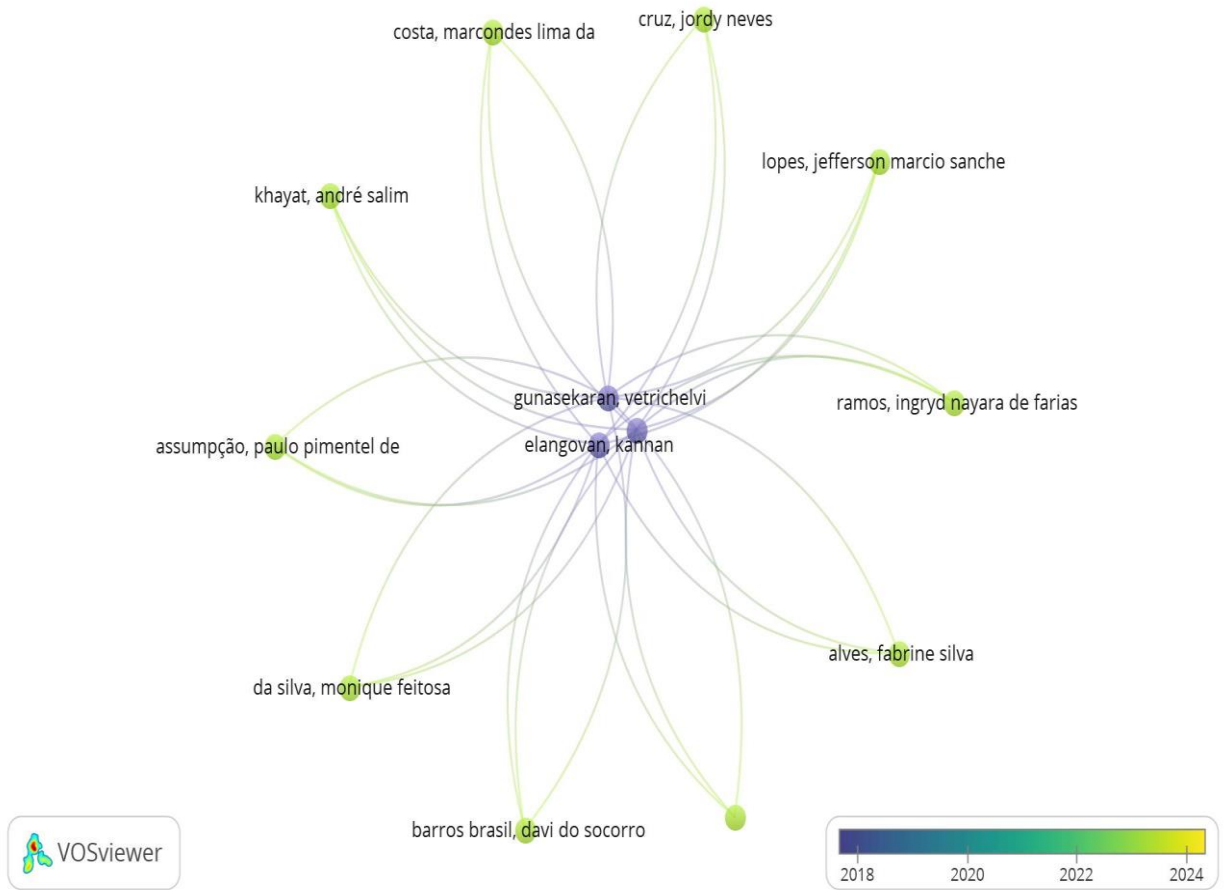 cruz, jordy neves
costa, marcondes lima da
lopes, jefferson marcio sanche
khayat, andré salim
gunasekaran, vetrichelvi
ramos, ingryd nayara de farias
assumpção, paulo pimentel de
elangovan, kannan
alves, fabrine silva
da silva, monique feitosa
barros brasil, davi do socorro
VOSviewer
2018 2020 2022 2024